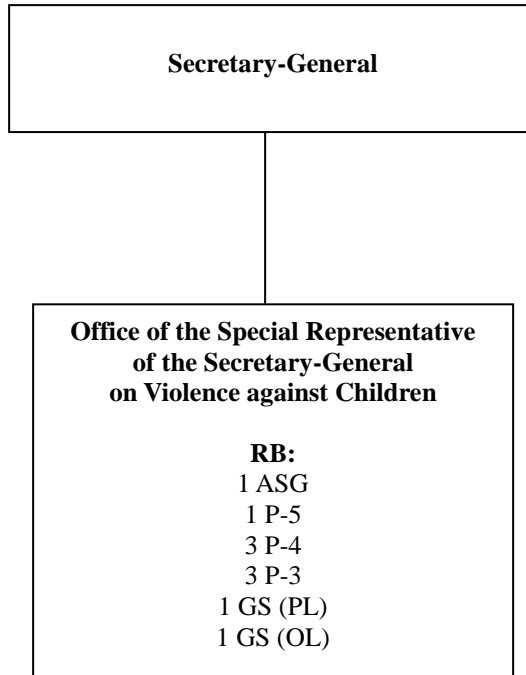 Secretary-General
Office of the Special Representative
of the Secretary-General
on Violence against Children
RB:
1 ASG
1 P-5
3 P-4
3 P-3
1 GS (PL)
1 GS (OL)